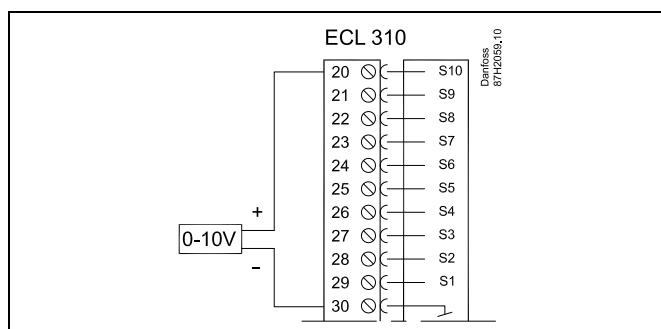 ECL 310
Danfoss
87H2059.10
20 S10
21 S9
22 S8
23 S7
24 S6
25 S5
26 S4
27 S3
28 S2
29 S1
30
+
0-10V
−